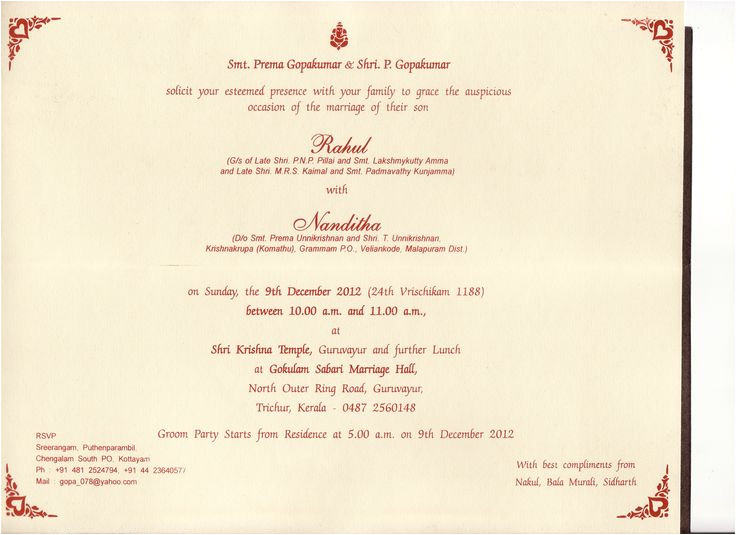 Smt. Prema Gopakumar & Shri. P. Gopakumar
solicit your esteemed presence with your family to grace the auspicious
occasion of the marriage of their son
Rahul
(G/s of Late Shri. P.N.P. Pillai and Smt. Lakshmykutty Amma
and Late Shri. M.R.S. Kaimal and Smt. Padmavathy Kunjamma)
with
Nanditha
(D/o Smt. Prema Unnikrishnan and Shri. T. Unnikrishnan,
Krishnakrupa (Komathu), Grammam P.O., Veliankode, Malapuram Dist.)
on Sunday, the 9th December 2012 (24th Vrischikam 1188)
between 10.00 a.m. and 11.00 a.m.,
at
Shri Krishna Temple, Guruvayur and further Lunch
at Gokulam Sabari Marriage Hall,
North Outer Ring Road, Guruvayur,
Trichur, Kerala - 0487 2560148
Groom Party Starts from Residence at 5.00 a.m. on 9th December 2012
RSVP
Sreerangam, Puthenparambil,
Chengalam South PO, Kottayam
Ph : +91 481 2524794, +91 44 23640577
Mail : gopa_078@yahoo.com
With best compliments from
Nakul, Bala Murali, Sidharth